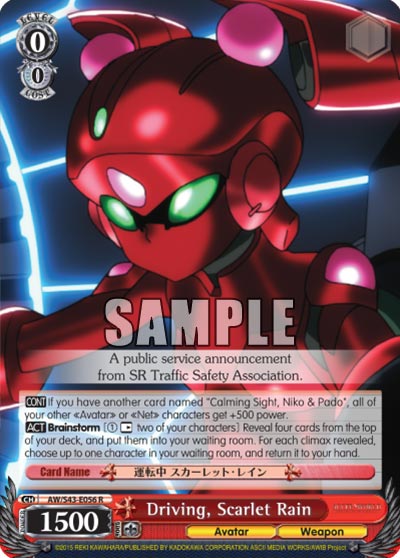 LEVEL
0
0
COST
SAMPLE
A public service announcement
from SR Traffic Safety Association.
CONT If you have another card named "Calming Sight, Niko & Pado", all of
your other «Avatar» or «Net» characters get +500 power.
ACT Brainstorm [① two of your characters] Reveal four cards from the top
of your deck, and put them into your waiting room. For each climax revealed,
choose up to one character in your waiting room, and return it to your hand.
Card Name 運転中 スカーレット・レイン
CH AW/S43-E056 R
1500
Driving, Scarlet Rain
Avatar Weapon
©2015 REKI KAWAHARA/PUBLISHED BY KADOKAWA CORPORATION ASCII MEDIA WORKS/AWIB Project